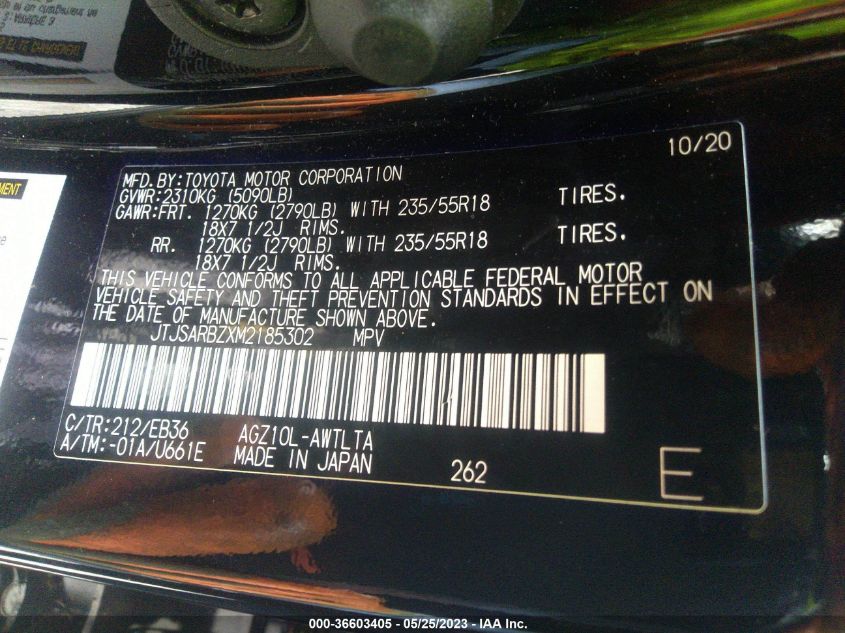 10/20
MFD.BY:TOYOTA MOTOR CORPORATION
GVWR:2310KG (5090LB)
GAWR:FRT. 1270KG (2790LB) WITH 235/55R18 TIRES.
18X7 1/2J RIMS.
RR. 1270KG (2790LB) WITH 235/55R18 TIRES.
18X7 1/2J RIMS.
THIS VEHICLE CONFORMS TO ALL APPLICABLE FEDERAL MOTOR
VEHICLE SAFETY AND THEFT PREVENTION STANDARDS IN EFFECT ON
THE DATE OF MANUFACTURE SHOWN ABOVE.
JTJSARBZXM2185302 MPV
C/TR:212/EB36 AGZ10L-AWTLTA
A/TM:-01A/U661E MADE IN JAPAN 262 E
000-36603405 - 05/25/2023 - IAA Inc.